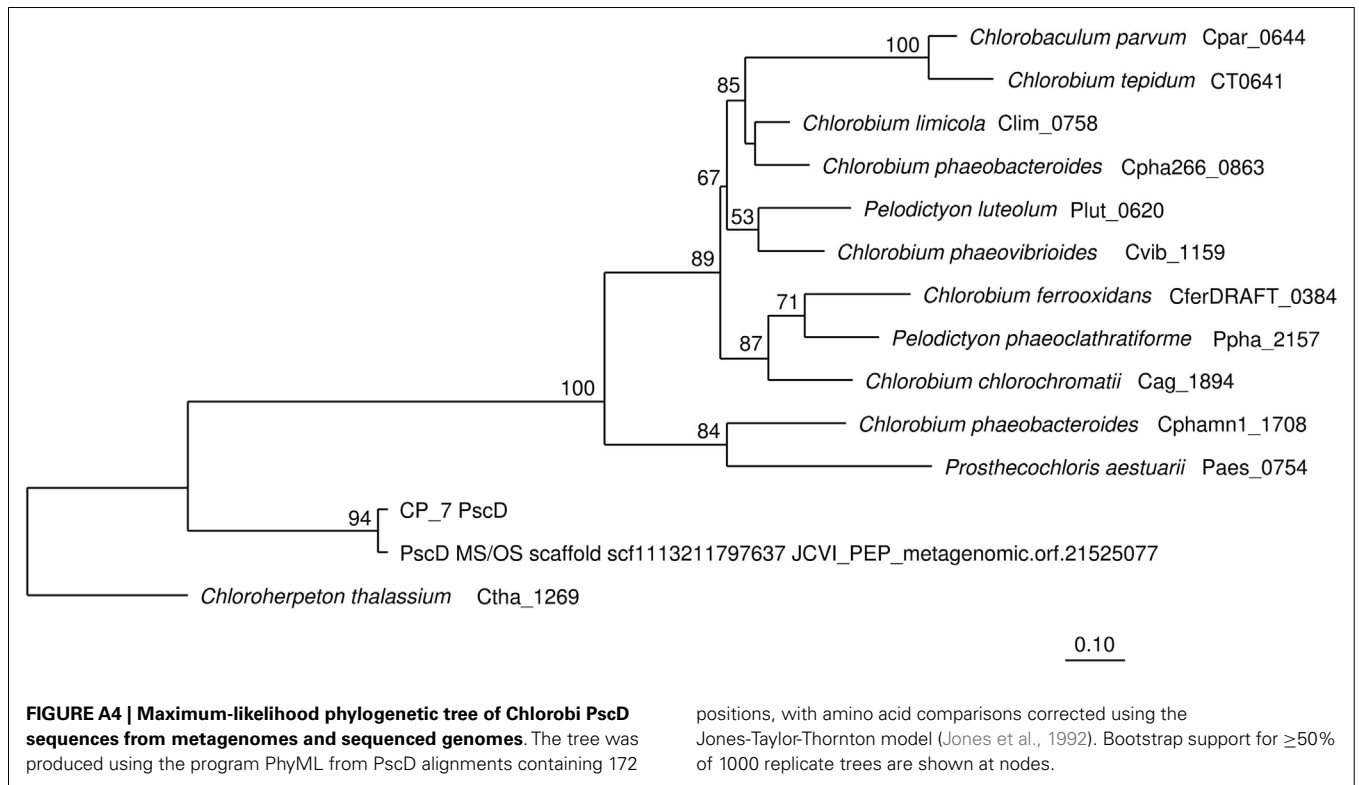 100
Chlorobaculum parvum Cpar_0644
Chlorobium tepidum CT0641
85
Chlorobium limicola Clim_0758
Chlorobium phaeobacteroides Cpha266_0863
67
Pelodictyon luteolum Plut_0620
53
Chlorobium phaeovibrioides Cvib_1159
89
Chlorobium ferrooxidans CferDRAFT_0384
71
Pelodictyon phaeoclathratiforme Ppha_2157
87
Chlorobium chlorochromatii Cag_1894
100
Chlorobium phaeobacteroides Cphamn1_1708
84
Prosthecochloris aestuarii Paes_0754
CP_7 PscD
94
PscD MS/OS scaffold scf1113211797637 JCVI_PEP_metagenomic.orf.21525077
Chloroherpeton thalassium Ctha_1269
0.10
FIGURE A4 | Maximum-likelihood phylogenetic tree of Chlorobi PscD
sequences from metagenomes and sequenced genomes. The tree was
produced using the program PhyML from PscD alignments containing 172
positions, with amino acid comparisons corrected using the
Jones-Taylor-Thornton model (Jones et al., 1992). Bootstrap support for ≥50%
of 1000 replicate trees are shown at nodes.